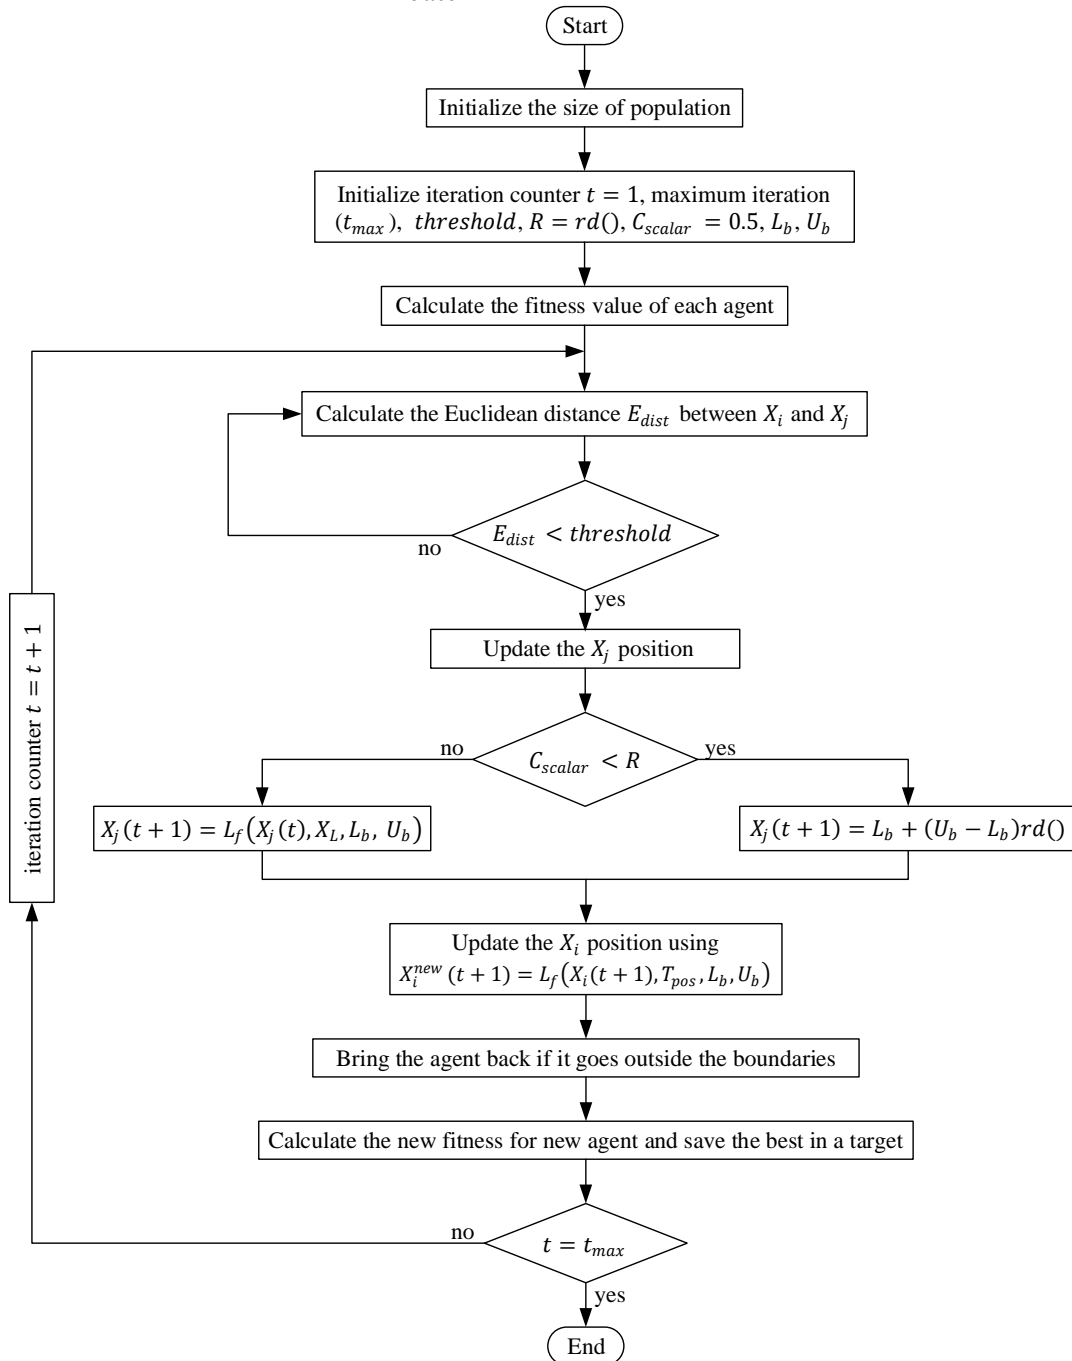 Start
Initialize the size of population
Initialize iteration counter t = 1, maximum iteration
(t_max), threshold, R = rd(), C_scalar = 0.5, L_b, U_b
Calculate the fitness value of each agent
Calculate the Euclidean distance E_dist between X_i and X_j
E_dist < threshold
no
yes
Update the X_j position
iteration counter t = t + 1
C_scalar < R
no
yes
X_j(t + 1) = L_f(X_j(t), X_L, L_b, U_b)
X_j(t + 1) = L_b + (U_b − L_b)rd()
Update the X_i position using
X_i^new(t + 1) = L_f(X_i(t + 1), T_pos, L_b, U_b)
Bring the agent back if it goes outside the boundaries
Calculate the new fitness for new agent and save the best in a target
no
t = t_max
yes
End